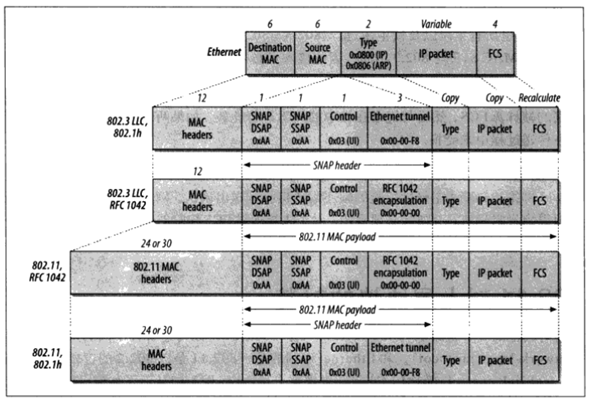 6 6 2 Variable 4
Ethernet Destination MAC Source MAC Type 0x0800 (IP) 0x0806 (ARP) IP packet FCS
12 1 1 1 3 Copy Copy Recalculate
802.3 LLC, 802.1h MAC headers SNAP DSAP 0xAA SNAP SSAP 0xAA Control 0x03 (UI) Ethernet tunnel 0x00-00-F8 Type IP packet FCS
SNAP header
12
802.3 LLC, RFC 1042 MAC headers SNAP DSAP 0xAA SNAP SSAP 0xAA Control 0x03 (UI) RFC 1042 encapsulation 0x00-00-00 Type IP packet FCS
24 or 30 802.11 MAC payload
802.11, RFC 1042 802.11 MAC headers SNAP DSAP 0xAA SNAP SSAP 0xAA Control 0x03 (UI) RFC 1042 encapsulation 0x00-00-00 Type IP packet FCS
802.11 MAC payload
24 or 30 SNAP header
802.11, 802.1h MAC headers SNAP DSAP 0xAA SNAP SSAP 0xAA Control 0x03 (UI) Ethernet tunnel 0x00-00-F8 Type IP packet FCS